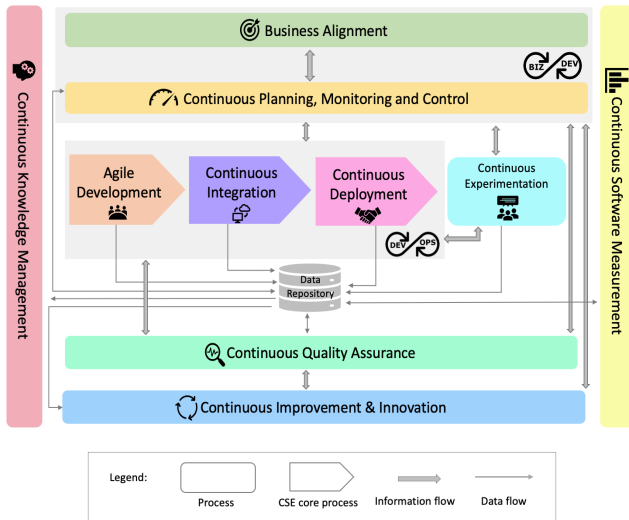 Business Alignment
BIZ
DEV
Continuous Planning, Monitoring and Control
Continuous Knowledge Management
Continuous Software Measurement
Agile
Development
Continuous
Integration
Continuous
Deployment
Continuous
Experimentation
DEV
OPS
Data
Repository
Continuous Quality Assurance
Continuous Improvement & Innovation
Legend:
Process
CSE core process
Information flow
Data flow